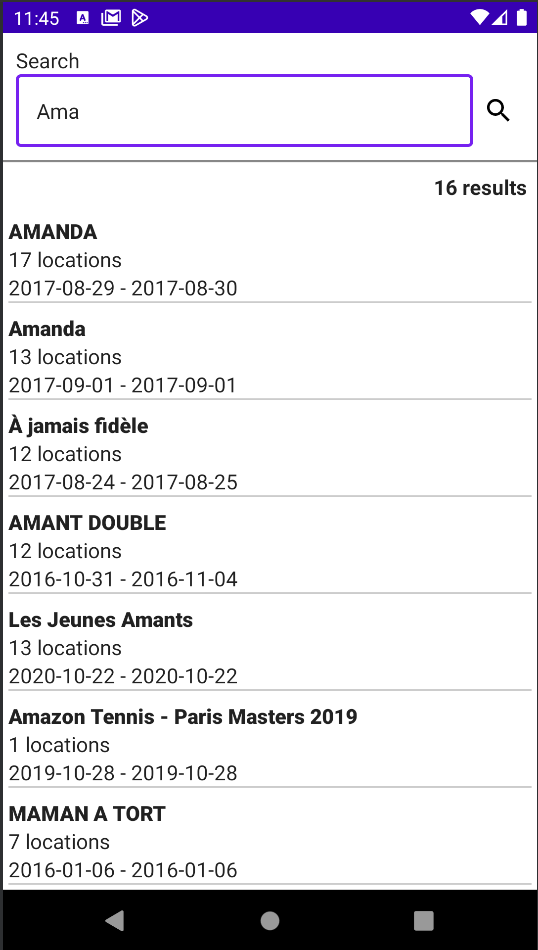 11:45
Search
Ama
16 results
AMANDA
17 locations
2017-08-29 - 2017-08-30
Amanda
13 locations
2017-09-01 - 2017-09-01
À jamais fidèle
12 locations
2017-08-24 - 2017-08-25
AMANT DOUBLE
12 locations
2016-10-31 - 2016-11-04
Les Jeunes Amants
13 locations
2020-10-22 - 2020-10-22
Amazon Tennis - Paris Masters 2019
1 locations
2019-10-28 - 2019-10-28
MAMAN A TORT
7 locations
2016-01-06 - 2016-01-06